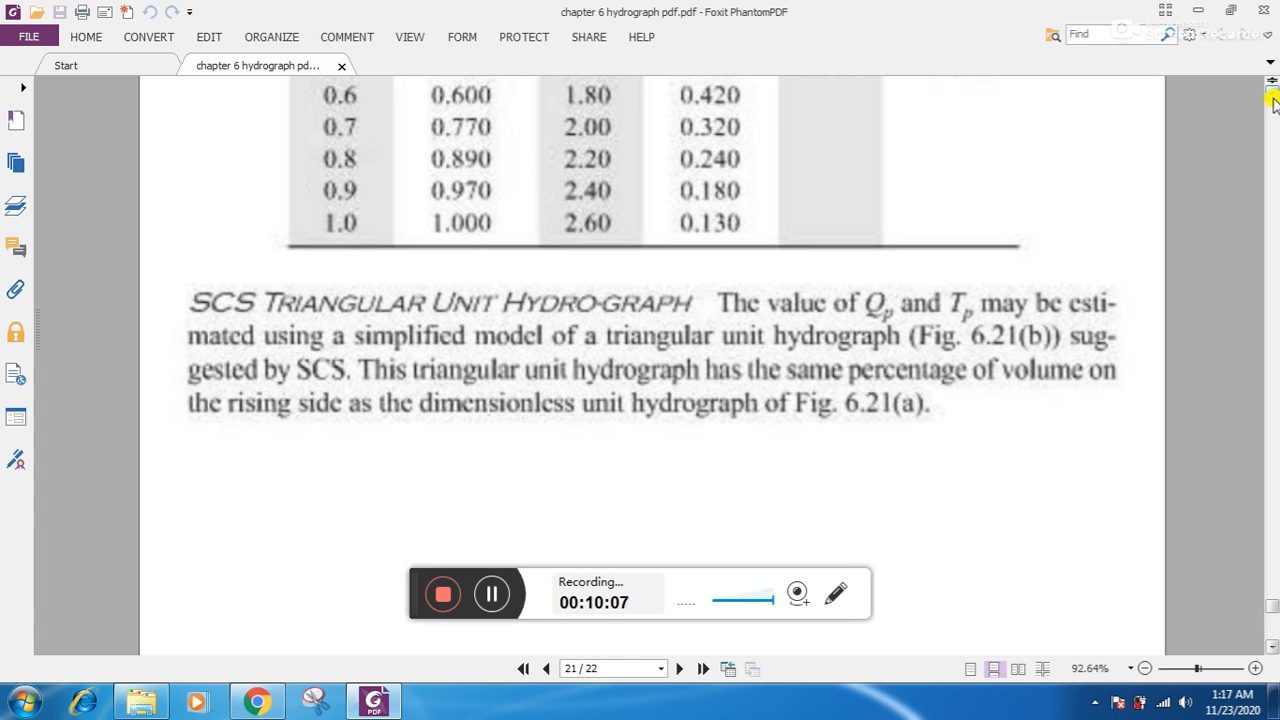 chapter 6 hydrograph pdf.pdf - Foxit PhantomPDF
FILE HOME CONVERT EDIT ORGANIZE COMMENT VIEW FORM PROTECT SHARE HELP
Find
Start chapter 6 hydrograph pd...
0.6 0.600 1.80 0.420
0.7 0.770 2.00 0.320
0.8 0.890 2.20 0.240
0.9 0.970 2.40 0.180
1.0 1.000 2.60 0.130
SCS TRIANGULAR UNIT HYDRO-GRAPH The value of Qp and Tp may be esti-
mated using a simplified model of a triangular unit hydrograph (Fig. 6.21(b)) sug-
gested by SCS. This triangular unit hydrograph has the same percentage of volume on
the rising side as the dimensionless unit hydrograph of Fig. 6.21(a).
Recording...
00:10:07
21 / 22
92.64%
PDF
1:17 AM
11/23/2020